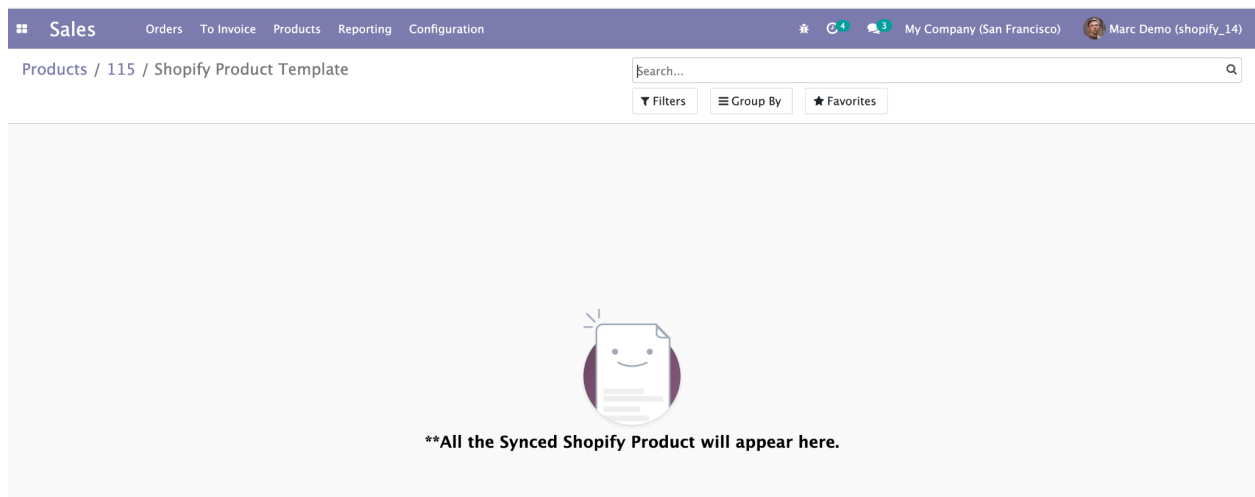 Sales Orders To Invoice Products Reporting Configuration 4 3 My Company (San Francisco) Marc Demo (shopify_14)
Products / 115 / Shopify Product Template
Search...
Filters Group By Favorites
**All the Synced Shopify Product will appear here.